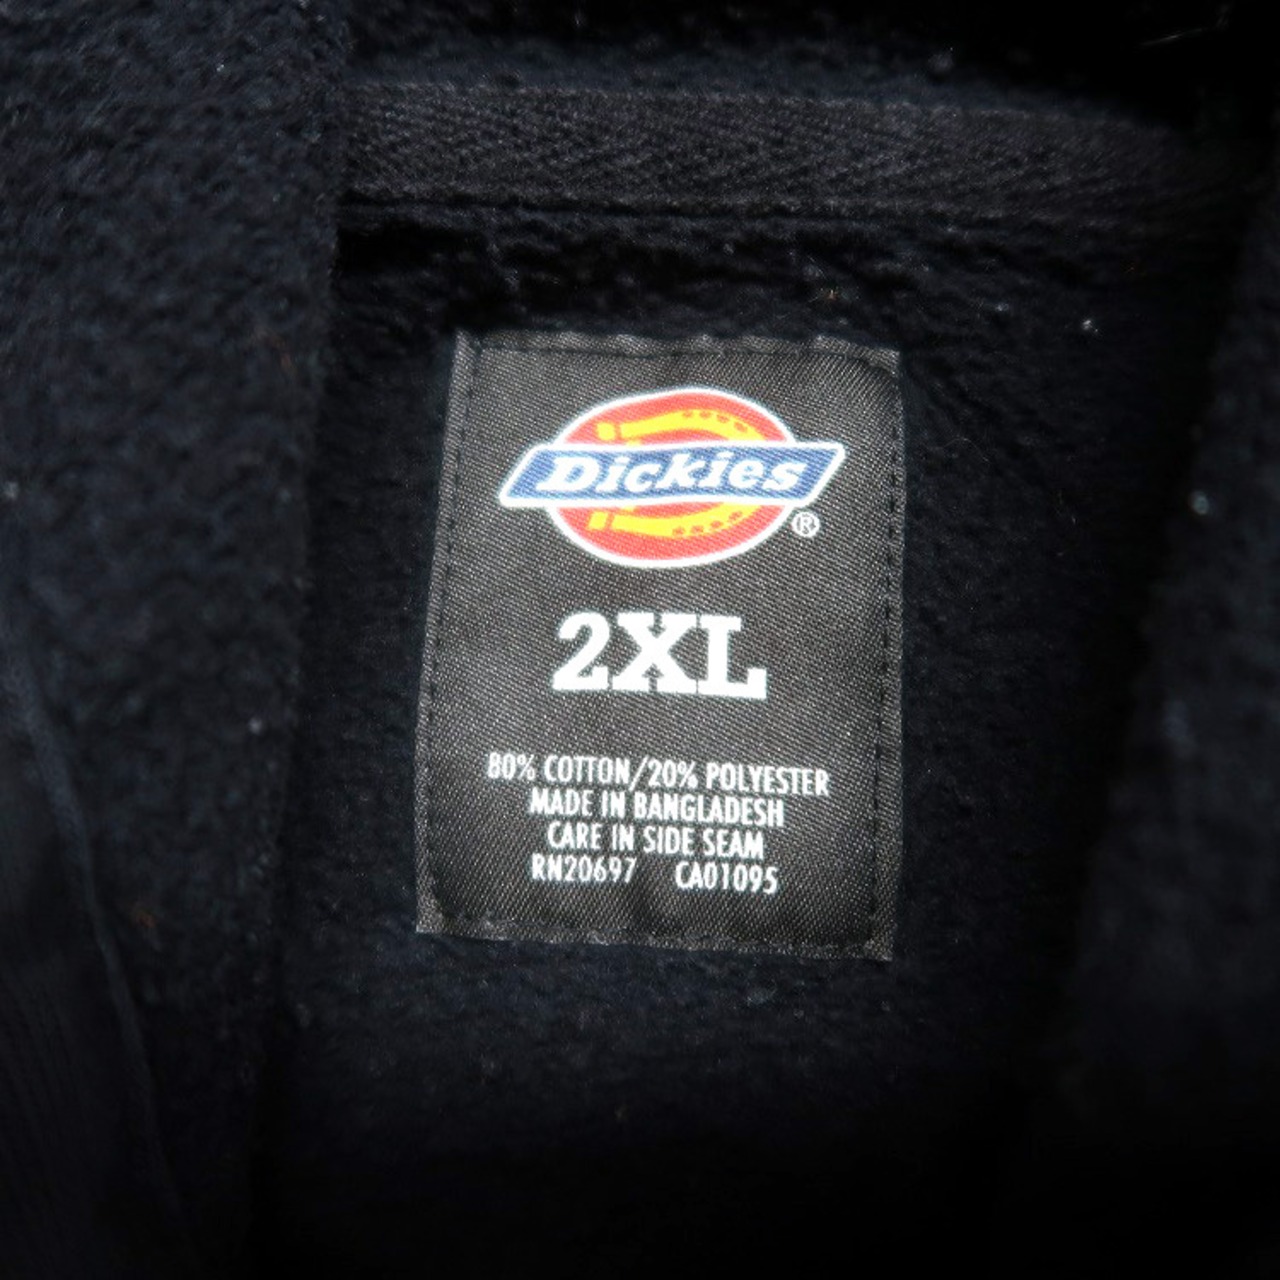 Dickies
®
2XL
80% COTTON/20% POLYESTER
MADE IN BANGLADESH
CARE IN SIDE SEAM
RN20697 CA01095